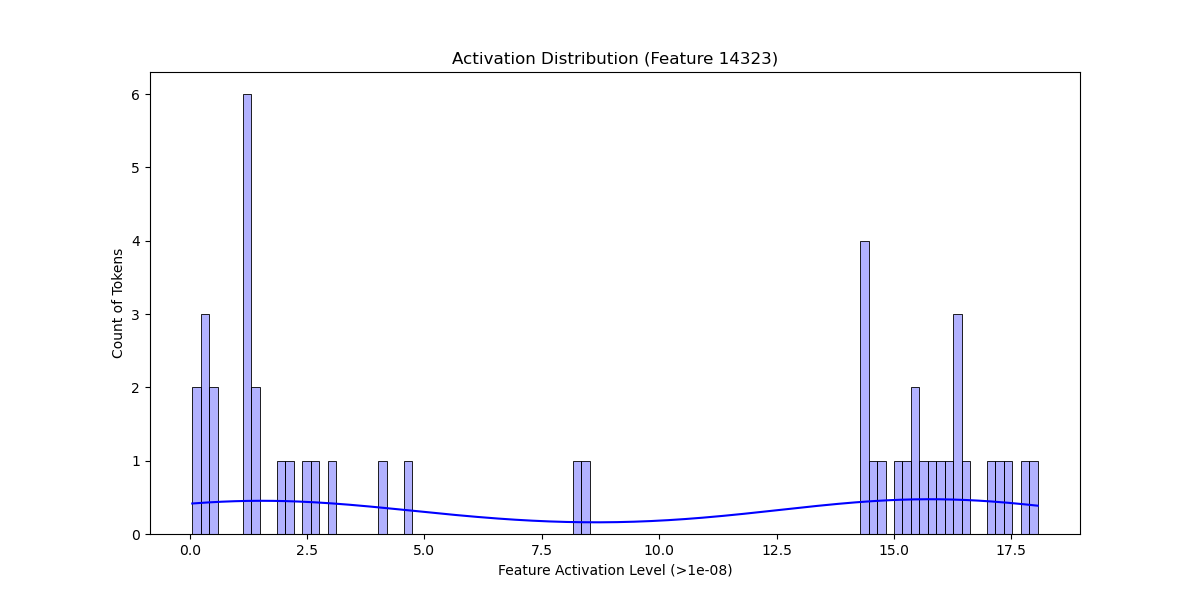 Activation Distribution (Feature 14323)
Count of Tokens
6
5
4
3
2
1
0
0.0 2.5 5.0 7.5 10.0 12.5 15.0 17.5
Feature Activation Level (>1e-08)